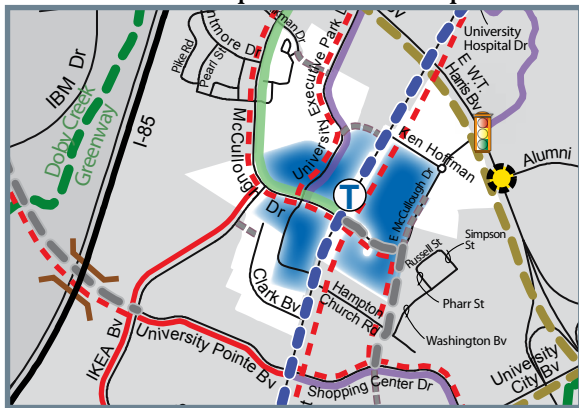 University
Hospital Dr
Pike Rd
Pearl St
IBM Dr
I-85
Doby Creek
Greenway
McCullough
Dr
University Executive Park
E. W.T.
Harris Bv
Ken Hoffman
Alumni
T
E McCullough Dr
Russell St
Simpson
St
Pharr St
Washington Bv
Clark Bv
Hampton
Church Rd
IKEA Bv
University Pointe Bv
Shopping Center Dr
University
City Bv